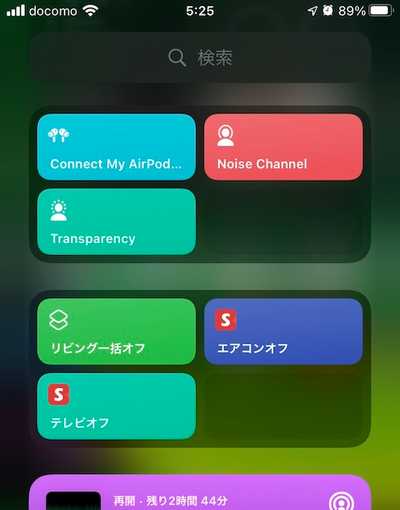 docomo 5:25 89%
検索
Connect My AirPod...
Noise Channel
Transparency
リビング一括オフ
S
エアコンオフ
S
テレビオフ
再開 · 残り2時間 44分